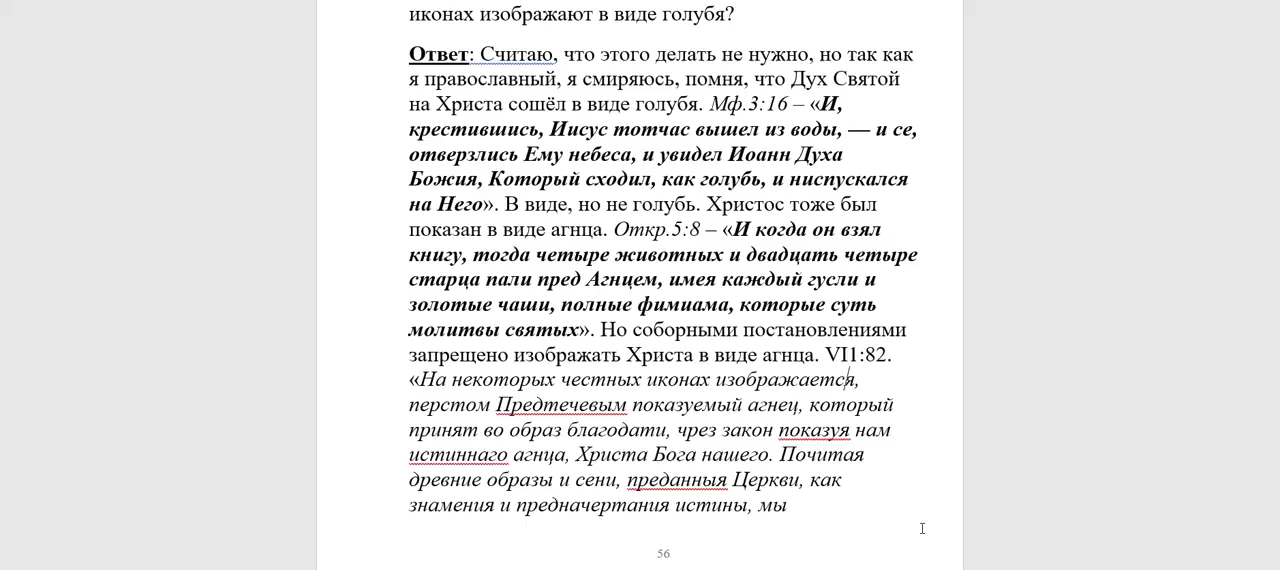 иконах изображают в виде голубя?
Ответ: Считаю, что этого делать не нужно, но так как
я православный, я смиряюсь, помня, что Дух Святой
на Христа сошёл в виде голубя. Мф.3:16 – «И,
крестившись, Иисус тотчас вышел из воды, — и се,
отверзлись Ему небеса, и увидел Иоанн Духа
Божия, Который сходил, как голубь, и ниспускался
на Него». В виде, но не голубь. Христос тоже был
показан в виде агнца. Откр.5:8 – «И когда он взял
книгу, тогда четыре животных и двадцать четыре
старца пали пред Агнцем, имея каждый гусли и
золотые чаши, полные фимиама, которые суть
молитвы святых». Но соборными постановлениями
запрещено изображать Христа в виде агнца. VI1:82.
«На некоторых честных иконах изображается,
перстом Предтечевым показуемый агнец, который
принят во образ благодати, чрез закон показуя нам
истиннаго агнца, Христа Бога нашего. Почитая
древние образы и сени, преданныя Церкви, как
знамения и предначертания истины, мы
56